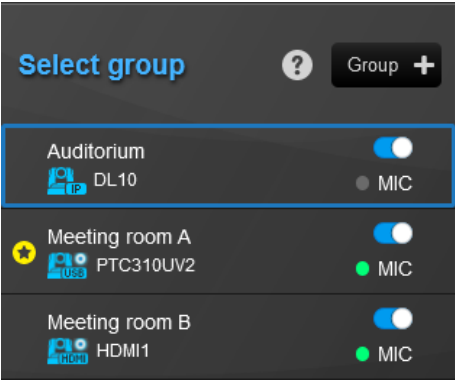 Select group
?
Group +
Auditorium
IP DL10
MIC
Meeting room A
USB PTC310UV2
MIC
Meeting room B
HDMI HDMI1
MIC